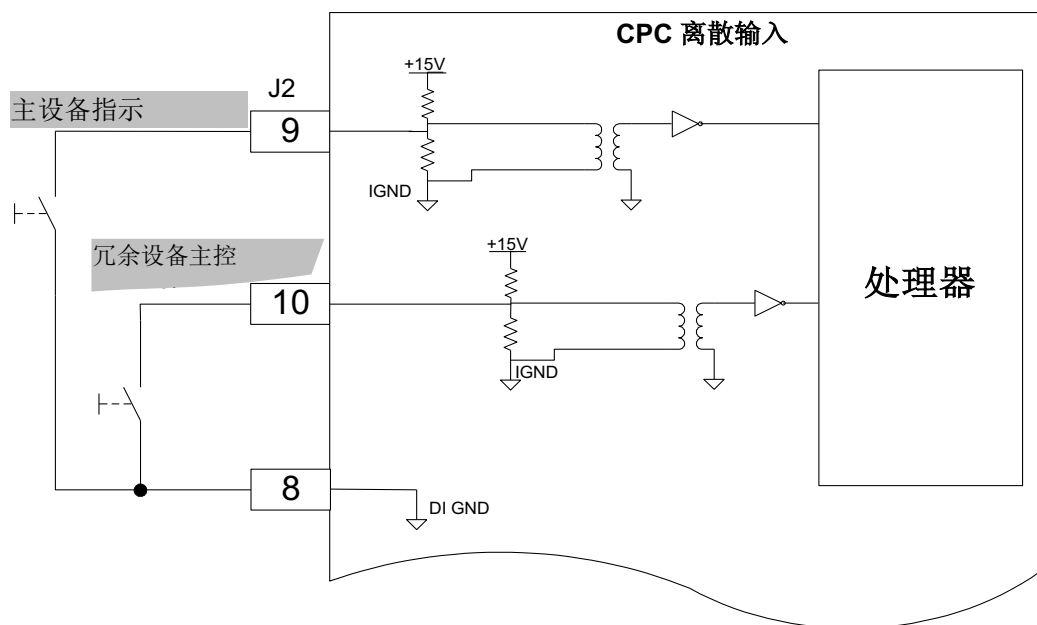 CPC 离散输入
+15V
J2
主设备指示
9
IGND
冗余设备主控
+15V
10
处理器
IGND
8
DI GND